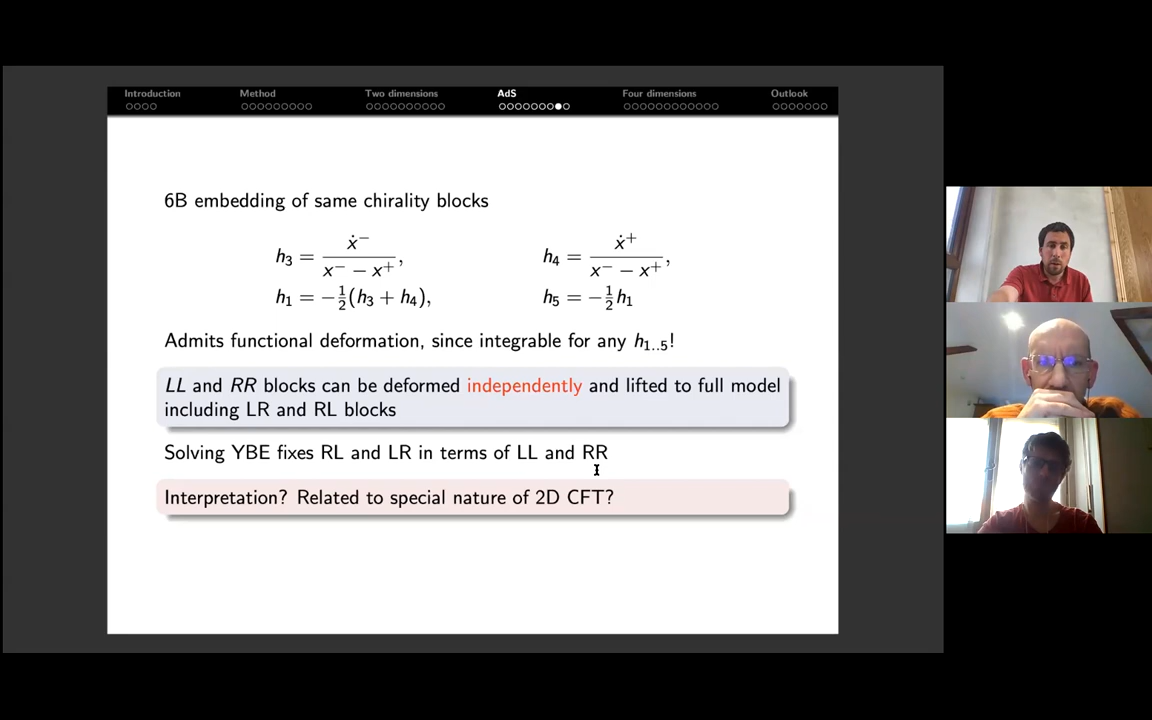 Introduction Method Two dimensions AdS Four dimensions Outlook
6B embedding of same chirality blocks
h₃ = ẋ⁻ / (x⁻ − x⁺), h₄ = ẋ⁺ / (x⁻ − x⁺),
h₁ = −½(h₃ + h₄), h₅ = −½h₁
Admits functional deformation, since integrable for any h₁..₅!
LL and RR blocks can be deformed independently and lifted to full model
including LR and RL blocks
Solving YBE fixes RL and LR in terms of LL and RR
Interpretation? Related to special nature of 2D CFT?